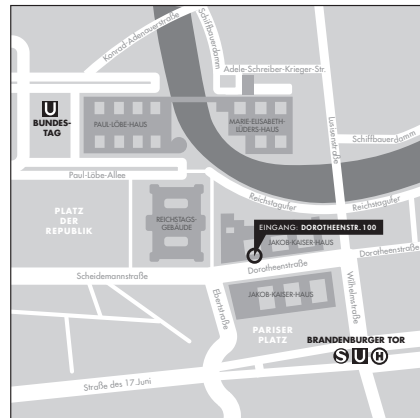 Konrad-Adenauerstraße
Schiffbauerdamm
Adele-Schreiber-Krieger-Str.
U
BUNDES-
TAG
PAUL-LÖBE-HAUS
MARIE-ELISABETH-
LÜDERS-HAUS
Luisenstraße
Schiffbauerdamm
Paul-Löbe-Allee
Reichstagufer
Reichstagufer
PLATZ
DER
REPUBLIK
REICHSTAGS-
GEBÄUDE
EINGANG: DOROTHEENSTR. 100
JAKOB-KAISER-HAUS
Dorotheenstraße
Dorotheenstraße
Scheidemannstraße
Ebertstraße
JAKOB-KAISER-HAUS
Wilhelmstraße
PARISER
PLATZ
BRANDENBURGER TOR
S U H
Straße des 17.Juni